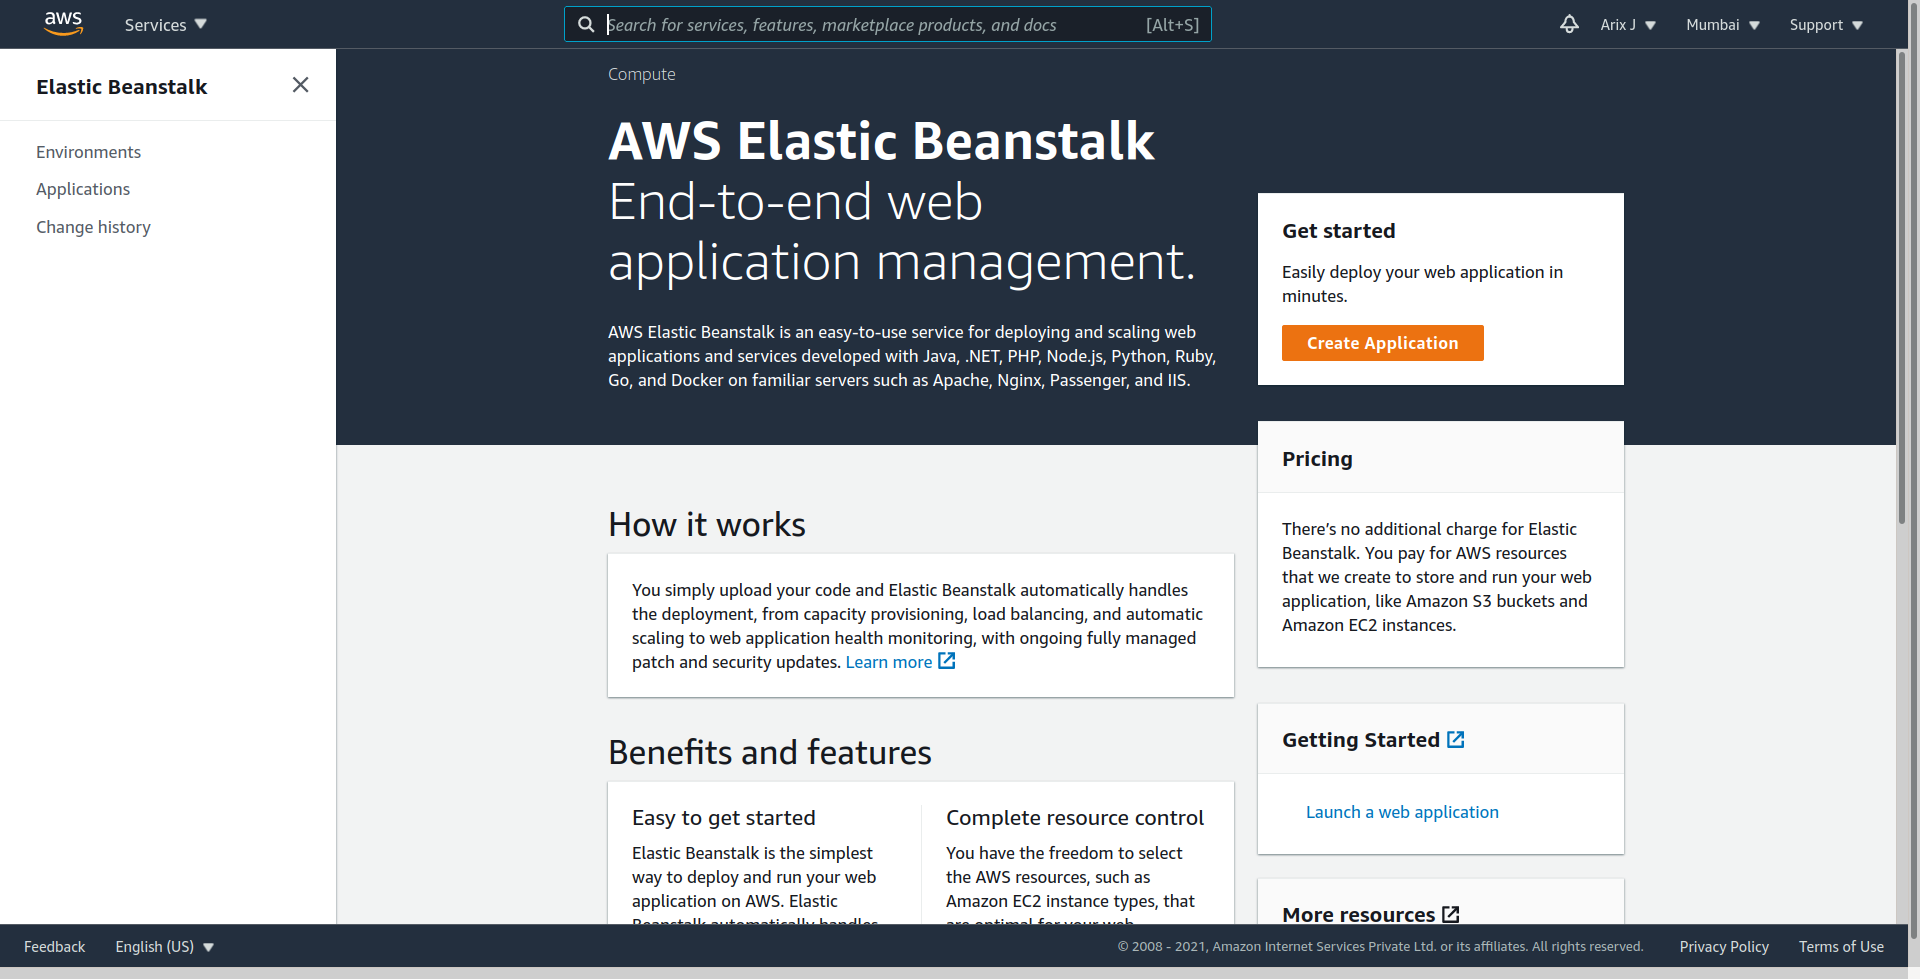 aws
Services
Search for services, features, marketplace products, and docs
[Alt+S]
Arix J
Mumbai
Support
Elastic Beanstalk
Environments
Applications
Change history
Compute
AWS Elastic Beanstalk
End-to-end web
application management.
AWS Elastic Beanstalk is an easy-to-use service for deploying and scaling web
applications and services developed with Java, .NET, PHP, Node.js, Python, Ruby,
Go, and Docker on familiar servers such as Apache, Nginx, Passenger, and IIS.
Get started
Easily deploy your web application in
minutes.
Create Application
Pricing
There’s no additional charge for Elastic
Beanstalk. You pay for AWS resources
that we create to store and run your web
application, like Amazon S3 buckets and
Amazon EC2 instances.
How it works
You simply upload your code and Elastic Beanstalk automatically handles
the deployment, from capacity provisioning, load balancing, and automatic
scaling to web application health monitoring, with ongoing fully managed
patch and security updates. Learn more
Getting Started
Launch a web application
Benefits and features
Easy to get started
Elastic Beanstalk is the simplest
way to deploy and run your web
application on AWS. Elastic
Beanstalk automatically handles
Complete resource control
You have the freedom to select
the AWS resources, such as
Amazon EC2 instance types, that
are optimal for your web
More resources
Feedback
English (US)
© 2008 - 2021, Amazon Internet Services Private Ltd. or its affiliates. All rights reserved.
Privacy Policy
Terms of Use